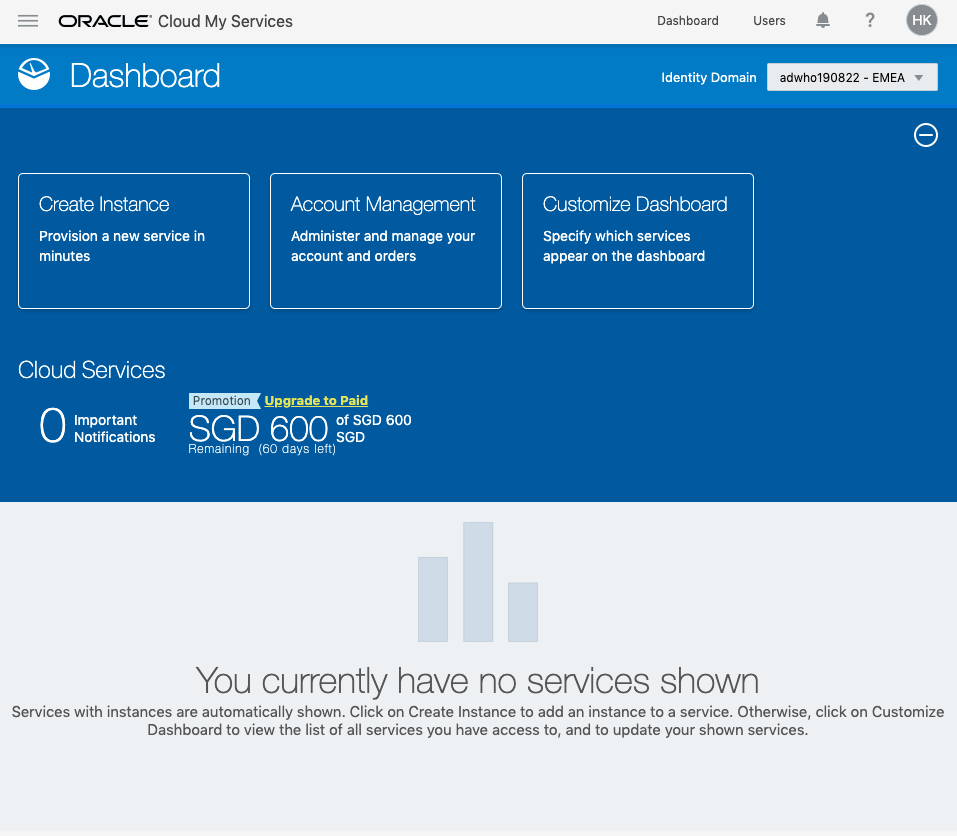 ORACLE Cloud My Services
Dashboard
Users
?
HK
Dashboard
Identity Domain
adwho190822 - EMEA
Create Instance
Provision a new service in
minutes
Account Management
Administer and manage your
account and orders
Customize Dashboard
Specify which services
appear on the dashboard
Cloud Services
0
Important
Notifications
Promotion
Upgrade to Paid
SGD 600
of SGD 600
SGD
Remaining (60 days left)
You currently have no services shown
Services with instances are automatically shown. Click on Create Instance to add an instance to a service. Otherwise, click on Customize
Dashboard to view the list of all services you have access to, and to update your shown services.